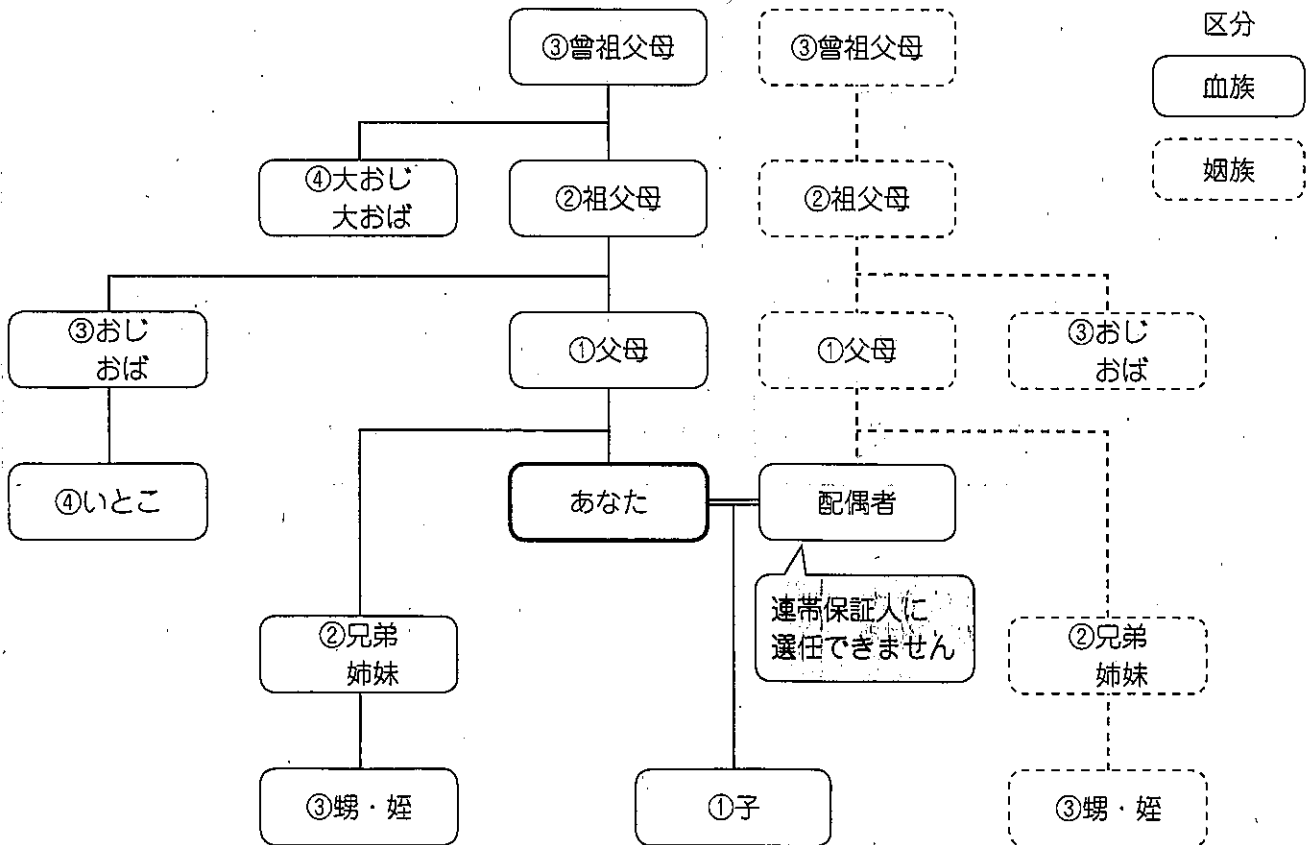 ③曾祖父母
③曾祖父母
区分
血族
姻族
④大おじ
大おば
②祖父母
②祖父母
③おじ
おば
①父母
①父母
③おじ
おば
④いとこ
あなた
配偶者
連帯保証人に
選任できません
②兄弟
姉妹
②兄弟
姉妹
③甥・姪
①子
③甥・姪